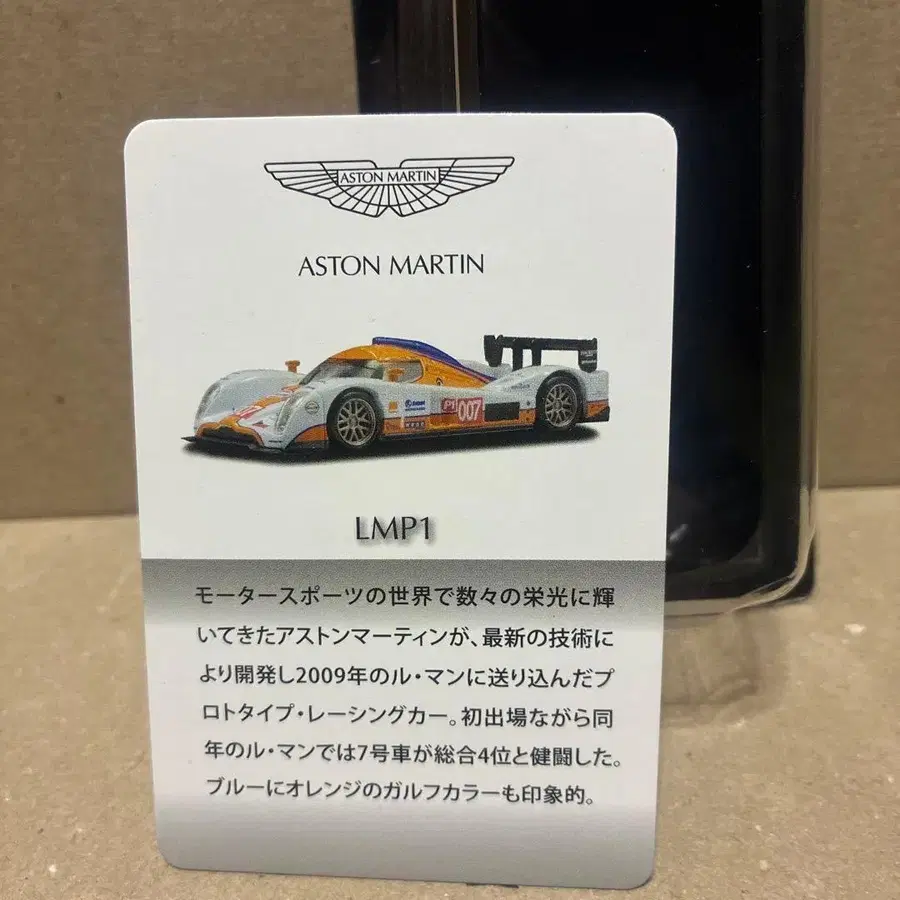 ASTON MARTIN
ASTON MARTIN
P1 007
LMP1
モータースポーツの世界で数々の栄光に輝
いてきたアストンマーティンが、最新の技術に
より開発し2009年のル・マンに送り込んだプ
ロトタイプ・レーシングカー。初出場ながら同
年のル・マンでは7号車が総合4位と健闘した。
ブルーにオレンジのガルフカラーも印象的。